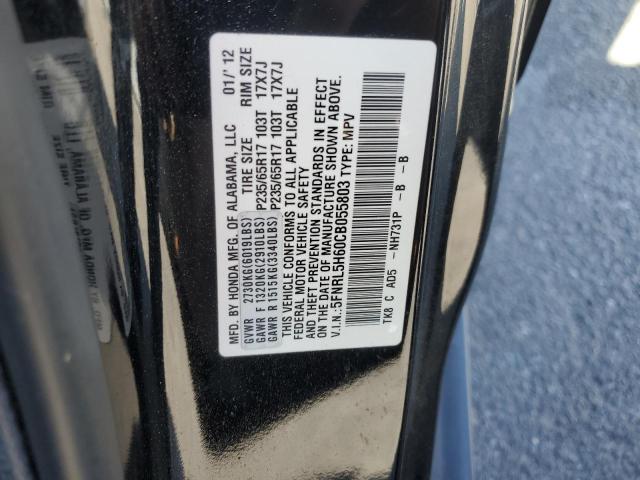 MFD. BY HONDA MFG. OF ALABAMA, LLC 01/' 12
TIRE SIZE RIM SIZE
GVWR 2730KG(6019LBS)
GAWR F 1320KG(2910LBS) P235/65R17 103T 17X7J
GAWR R 1515KG(3340LBS) P235/65R17 103T 17X7J
THIS VEHICLE CONFORMS TO ALL APPLICABLE
FEDERAL MOTOR VEHICLE SAFETY
AND THEFT PREVENTION STANDARDS IN EFFECT
ON THE DATE OF MANUFACTURE SHOWN ABOVE.
V.I.N.:5FNRL5H60CB055803 TYPE: MPV
TK8 C AD5 -NH731P -B -B